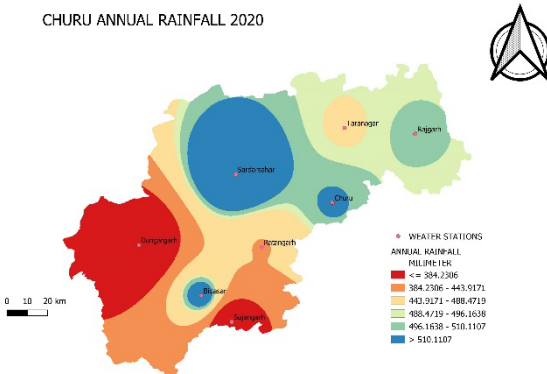 CHURU ANNUAL RAINFALL 2020
Taranagar
Rajgarh
Sardarsahar
Churu
Dungargarh
Ratangarh
Bidasar
Sujangarh
WEATER STATIONS
ANNUAL RAINFALL
MILIMETER
<= 384.2306
384.2306 - 443.9171
443.9171 - 488.4719
488.4719 - 496.1638
496.1638 - 510.1107
> 510.1107
0 10 20 km